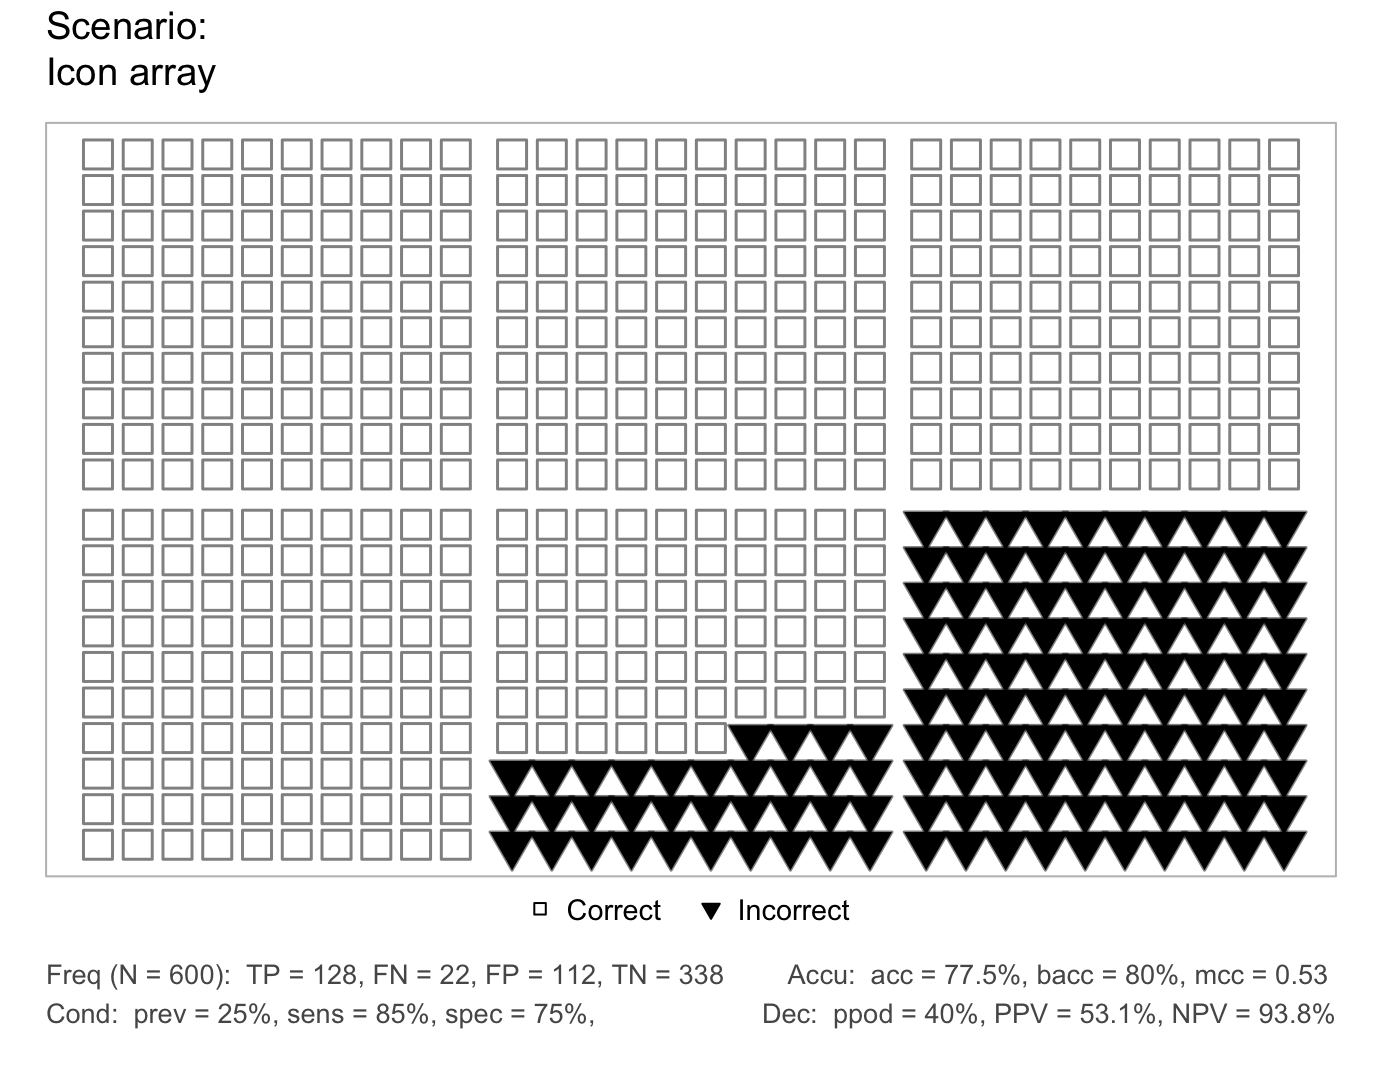 Scenario:
Icon array
Correct Incorrect
Freq (N = 600): TP = 128, FN = 22, FP = 112, TN = 338 Accu: acc = 77.5%, bacc = 80%, mcc = 0.53
Cond: prev = 25%, sens = 85%, spec = 75%, Dec: ppod = 40%, PPV = 53.1%, NPV = 93.8%